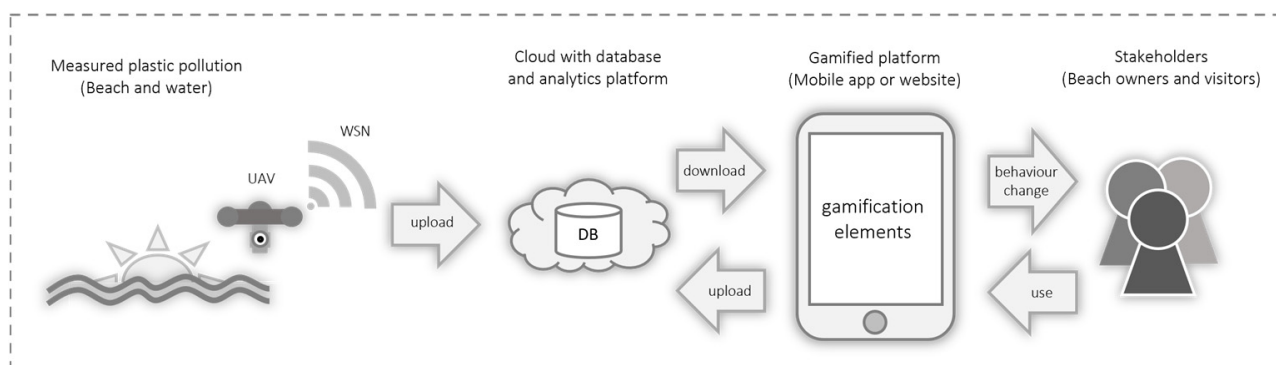 Measured plastic pollution
(Beach and water)
Cloud with database
and analytics platform
Gamified platform
(Mobile app or website)
Stakeholders
(Beach owners and visitors)
WSN
UAV
upload
DB
download
upload
gamification
elements
behaviour
change
use